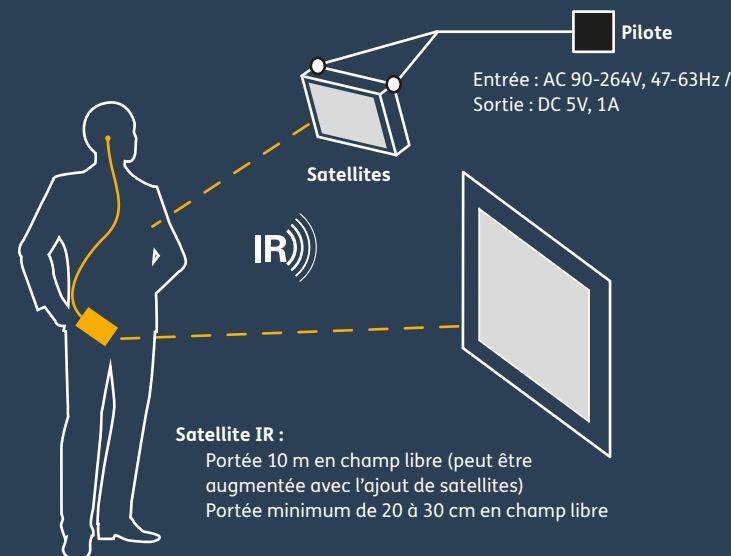 Pilote
Entrée : AC 90-264V, 47-63Hz /
Sortie : DC 5V, 1A
Satellites
IR
Satellite IR :
Portée 10 m en champ libre (peut être
augmentée avec l’ajout de satellites)
Portée minimum de 20 à 30 cm en champ libre